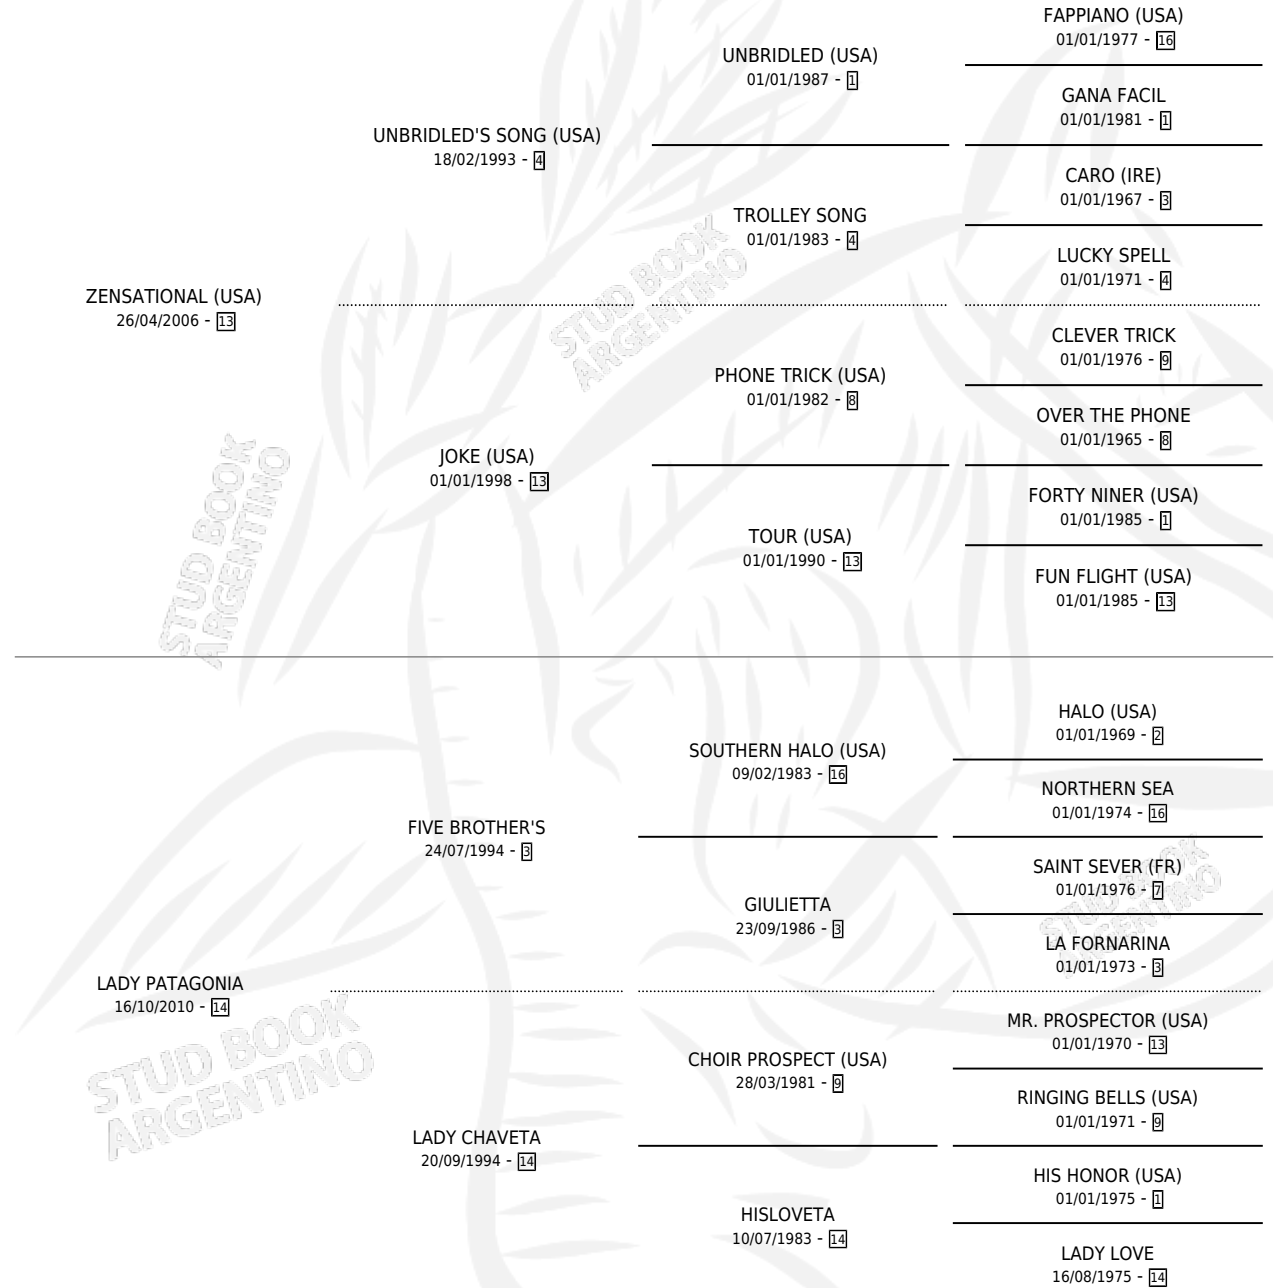 FAPPIANO (USA)
01/01/1977 - 16
UNBRIDLED (USA)
01/01/1987 - 1
GANA FACIL
01/01/1981 - 1
UNBRIDLED'S SONG (USA)
18/02/1993 - 4
CARO (IRE)
01/01/1967 - 3
TROLLEY SONG
01/01/1983 - 4
LUCKY SPELL
01/01/1971 - 4
ZENSATIONAL (USA)
26/04/2006 - 13
STUD BOOK
ARGENTINO
CLEVER TRICK
01/01/1976 - 9
PHONE TRICK (USA)
01/01/1982 - 8
OVER THE PHONE
01/01/1965 - 8
JOKE (USA)
01/01/1998 - 13
FORTY NINER (USA)
01/01/1985 - 1
TOUR (USA)
01/01/1990 - 13
FUN FLIGHT (USA)
01/01/1985 - 13
STUD BOOK
ARGENTINO
HALO (USA)
01/01/1969 - 2
SOUTHERN HALO (USA)
09/02/1983 - 16
NORTHERN SEA
01/01/1974 - 16
FIVE BROTHER'S
24/07/1994 - 3
SAINT SEVER (FR)
01/01/1976 - 7
STUD BOOK
ARGENTINO
GIULIETTA
23/09/1986 - 3
LA FORNARINA
01/01/1973 - 3
LADY PATAGONIA
16/10/2010 - 14
MR. PROSPECTOR (USA)
01/01/1970 - 13
CHOIR PROSPECT (USA)
28/03/1981 - 9
RINGING BELLS (USA)
01/01/1971 - 9
STUD BOOK
ARGENTINO
LADY CHAVETA
20/09/1994 - 14
HIS HONOR (USA)
01/01/1975 - 1
HISLOVETA
10/07/1983 - 14
LADY LOVE
16/08/1975 - 14